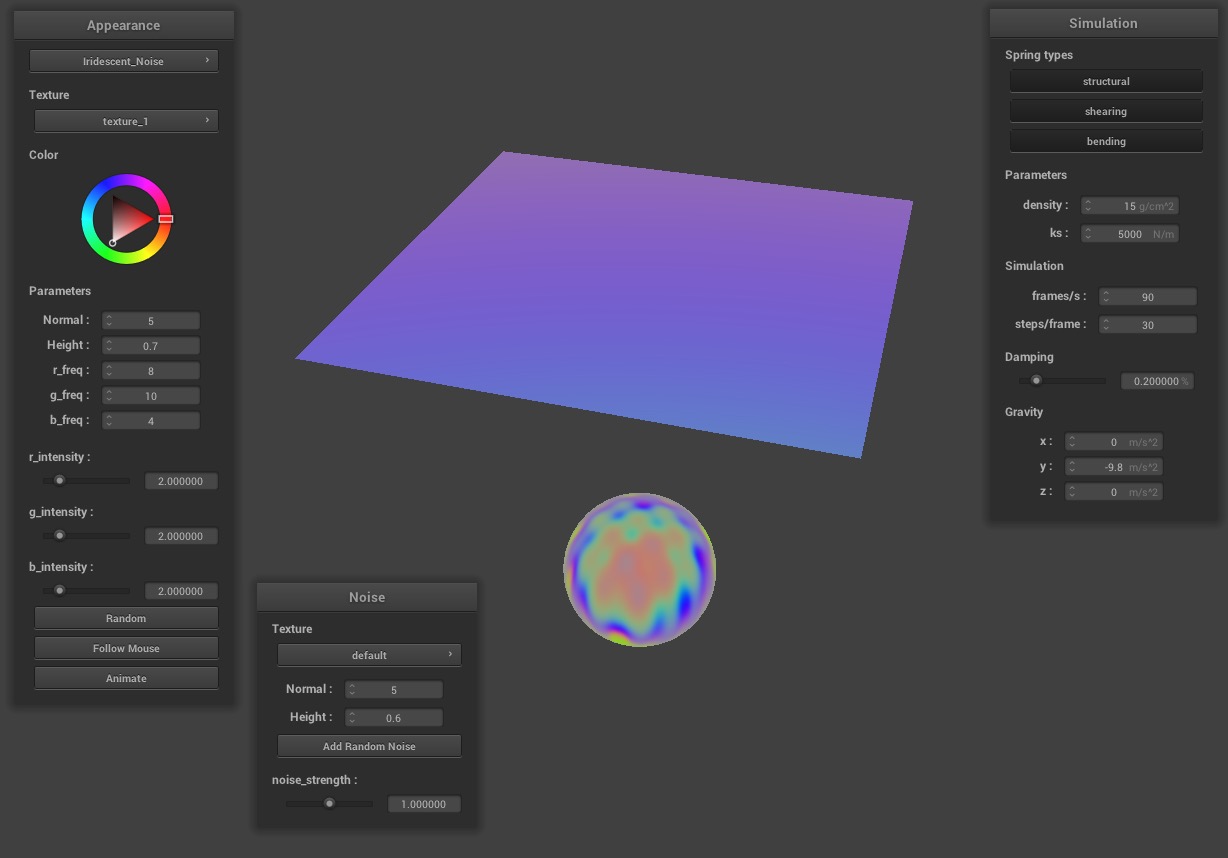 Appearance
Iridescent_Noise
Texture
texture_1
Color
Parameters
Normal : 5
Height : 0.7
r_freq : 8
g_freq : 10
b_freq : 4
r_intensity :
2.000000
g_intensity :
2.000000
b_intensity :
2.000000
Random
Follow Mouse
Animate
Noise
Texture
default
Normal : 5
Height : 0.6
Add Random Noise
noise_strength :
1.000000
Simulation
Spring types
structural
shearing
bending
Parameters
density : 15 g/cm^2
ks : 5000 N/m
Simulation
frames/s : 90
steps/frame : 30
Damping
0.200000 %
Gravity
x : 0 m/s^2
y : -9.8 m/s^2
z : 0 m/s^2